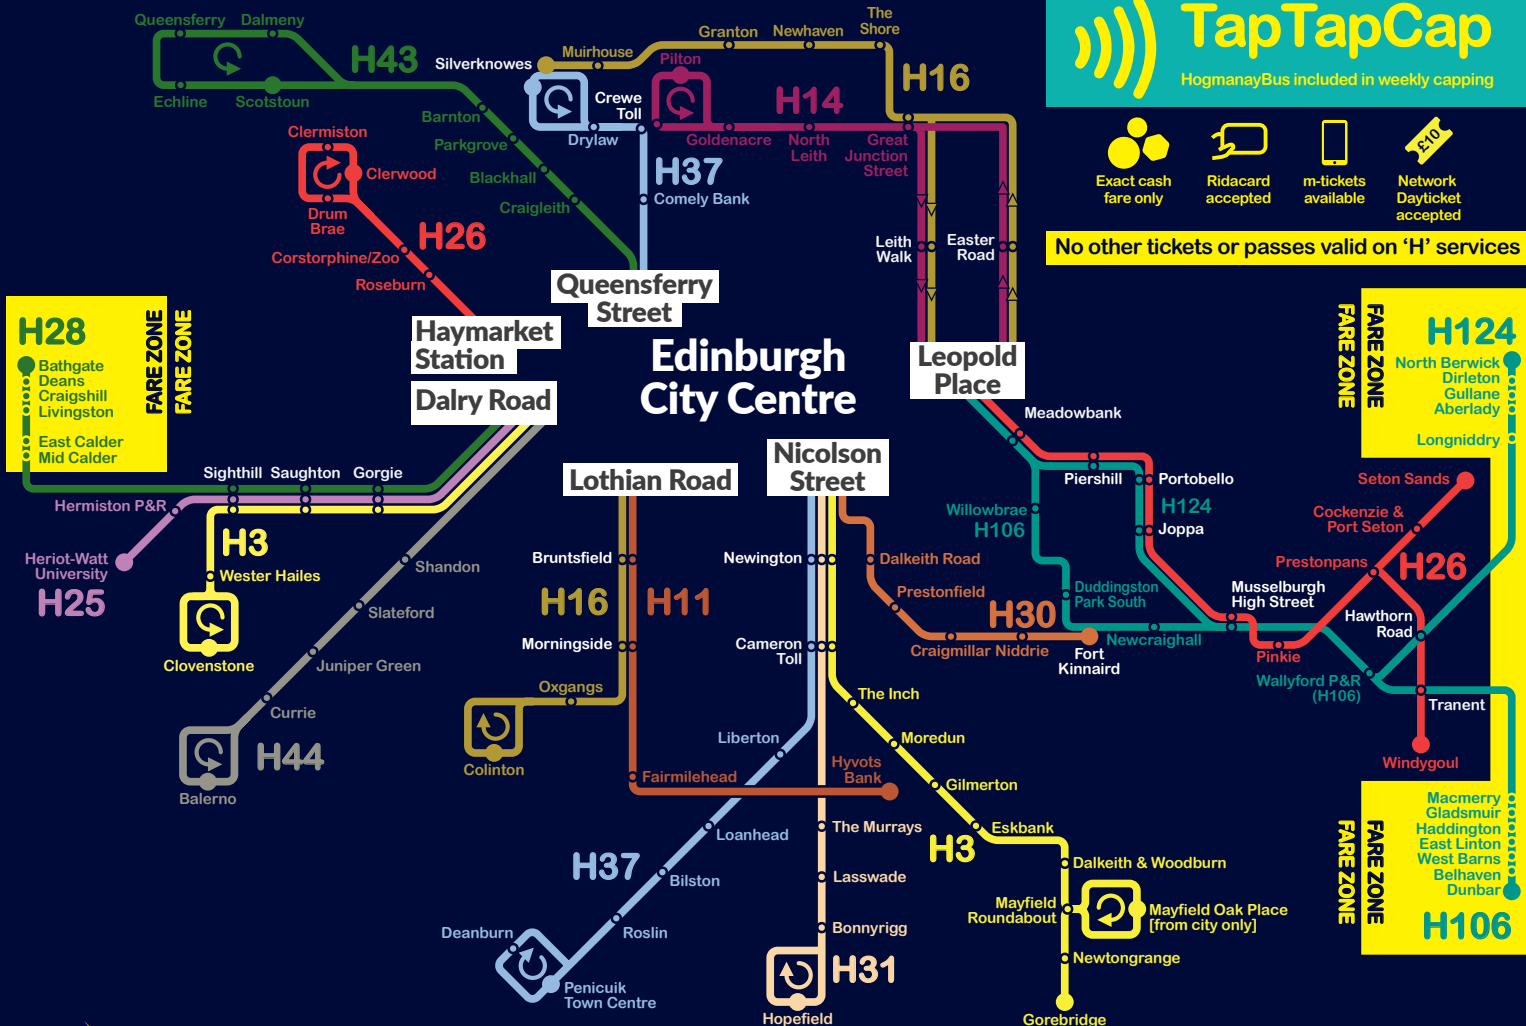 TapTapCap
HogmanayBus included in weekly capping
Exact cash
fare only
Ridacard
accepted
m-tickets
available
£10
Network
Dayticket
accepted
No other tickets or passes valid on ‘H’ services
Queensferry
Dalmeny
H43
Echline
Scotstoun
Barnton
Parkgrove
Blackhall
Craigleith
Silverknowes
Muirhouse
Granton
Newhaven
The
Shore
H16
Pilton
H14
Crewe
Toll
Drylaw
H37
Comely Bank
Goldenacre
North
Leith
Great
Junction
Street
Leith
Walk
Easter
Road
Clermiston
Clerwood
Drum
Brae
H26
Corstorphine/Zoo
Roseburn
Queensferry
Street
Haymarket
Station
Dalry Road
Edinburgh
City Centre
Leopold
Place
Lothian Road
Nicolson
Street
H28
Bathgate
Deans
Craigshill
Livingston
East Calder
Mid Calder
FARE ZONE
FARE ZONE
Sighthill
Saughton
Gorgie
Hermiston P&R
Heriot-Watt
University
H25
H3
Wester Hailes
Clovenstone
Shandon
Slateford
Juniper Green
Currie
H44
Balerno
Bruntsfield
H16
H11
Morningside
Oxgangs
Colinton
Fairmilehead
Hyvots
Bank
Newington
Cameron
Toll
Liberton
Loanhead
H37
Bilston
Roslin
Deanburn
Penicuik
Town Centre
The Murrays
Lasswade
Bonnyrigg
H31
Hopefield
Dalkeith Road
Prestonfield
H30
Craigmillar
Niddrie
Fort
Kinnaird
The Inch
Moredun
Gilmerton
Eskbank
H3
Dalkeith & Woodburn
Mayfield
Roundabout
Mayfield Oak Place
[from city only]
Newtongrange
Gorebridge
Meadowbank
Piershill
Portobello
H124
Joppa
Willowbrae
H106
Duddingston
Park South
Newcraighall
Musselburgh
High Street
Pinkie
Wallyford P&R
(H106)
Prestonpans
Cockenzie &
Port Seton
Seton Sands
H26
Hawthorn
Road
Tranent
Windygoul
FARE ZONE
FARE ZONE
H124
North Berwick
Dirleton
Gullane
Aberlady
Longniddry
FARE ZONE
FARE ZONE
Macmerry
Gladsmuir
Haddington
East Linton
West Barns
Belhaven
Dunbar
H106